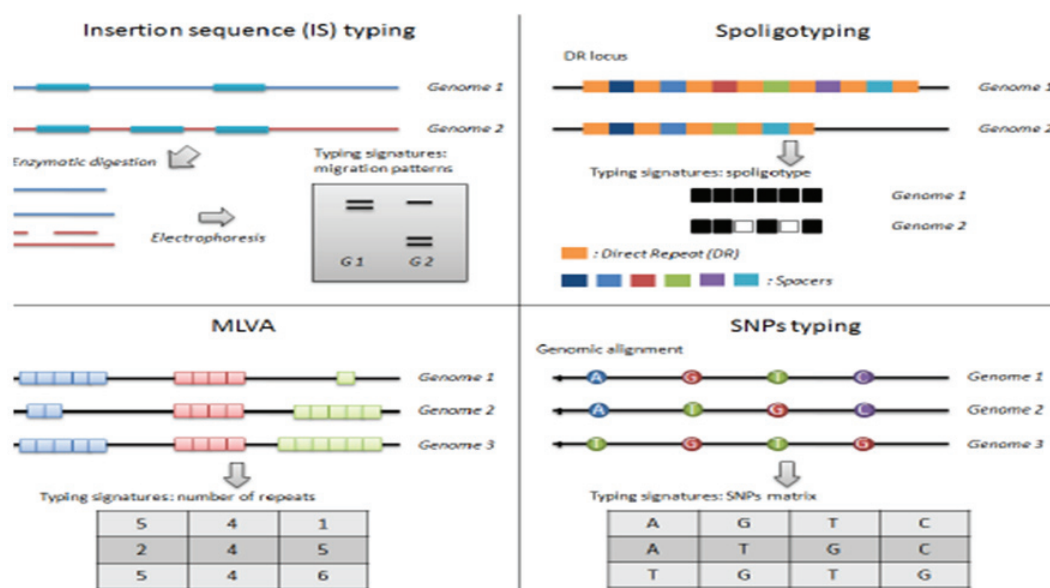 Insertion sequence (IS) typing
Genome 1
Genome 2
Enzymatic digestion
Typing signatures:
migration patterns
Electrophoresis
G1 G2
Spoligotyping
DR locus
Genome 1
Genome 2
Typing signatures: spoligotype
Genome 1
Genome 2
: Direct Repeat (DR)
: Spacers
MLVA
Genome 1
Genome 2
Genome 3
Typing signatures: number of repeats
5 4 1
2 4 5
5 4 6
SNPs typing
Genomic alignment
A G T C Genome 1
A T G C Genome 2
T G T G Genome 3
Typing signatures: SNPs matrix
A G T C
A T G C
T G T G